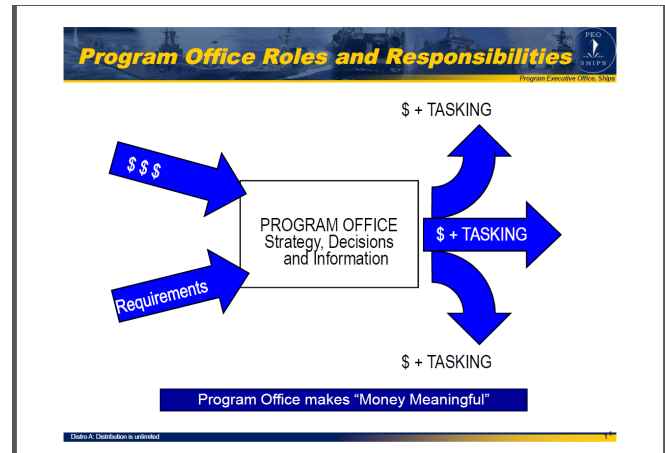 PEO
SHIPS
Program Office Roles and Responsibilities
Program Executive Office, Ships
$ + TASKING
$ $ $
PROGRAM OFFICE
Strategy, Decisions
and Information
$ + TASKING
Requirements
$ + TASKING
Program Office makes “Money Meaningful”
Distro A: Distribution is unlimited